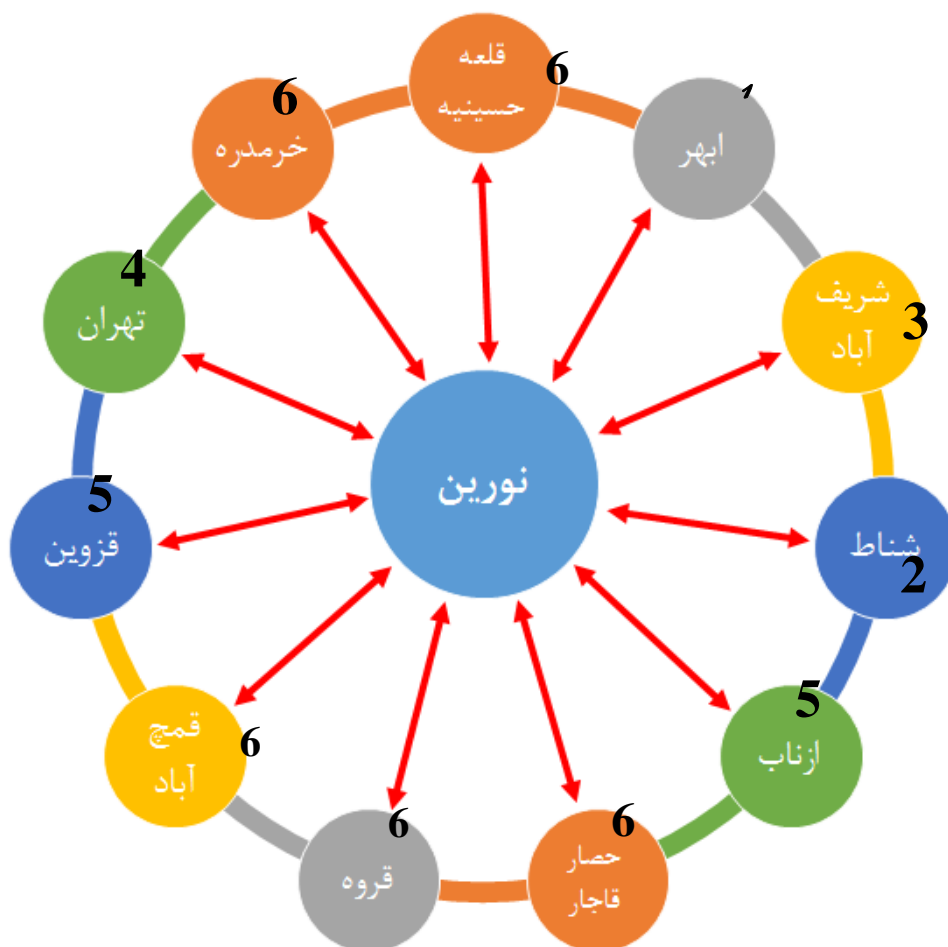 قلعه
حسینیه
6
ابهر
۱
شریف
آباد
3
شناط
2
ازناب
5
حصار
قاجار
6
قروه
6
قمچ
آباد
6
قزوین
5
تهران
4
خرمدره
6
نورین